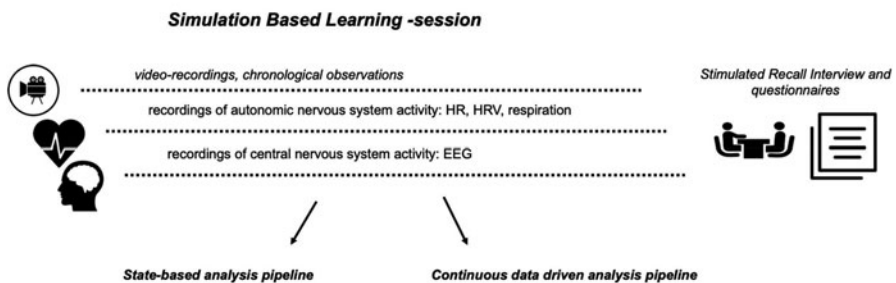 Simulation Based Learning -session
video-recordings, chronological observations
Stimulated Recall Interview and
questionnaires
recordings of autonomic nervous system activity: HR, HRV, respiration
recordings of central nervous system activity: EEG
State-based analysis pipeline
Continuous data driven analysis pipeline